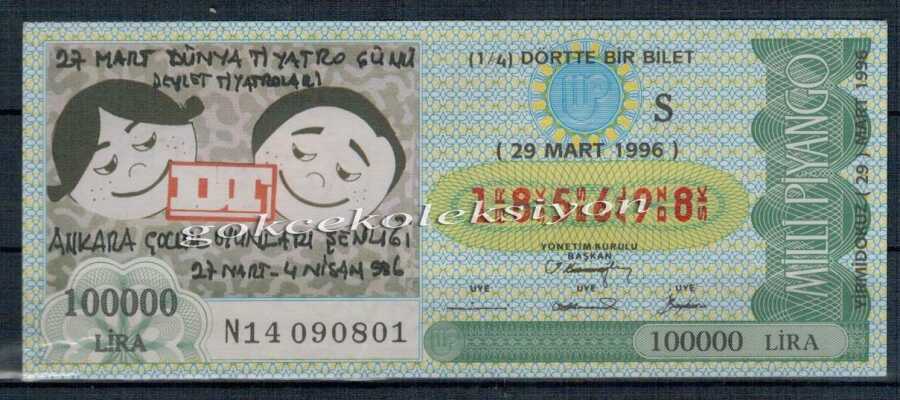 27 MART DÜNYA TİYATRO GÜNÜ
DEVLET TİYATROLARI
DT
ANKARA ÇOCUK OYUNLARI ŞENLİĞİ
27 MART-4 NİSAN 986
100000
LİRA
N14 090801
(1/4) DÖRTTE BİR BİLET
S
( 29 MART 1996 )
185698
YÖNETİM KURULU
BAŞKAN
ÜYE ÜYE ÜYE
100000 LİRA
MİLLİ PİYANGO
YİRMİDOKUZ ( 29 ) MART 1996
gokcekoleksiyon